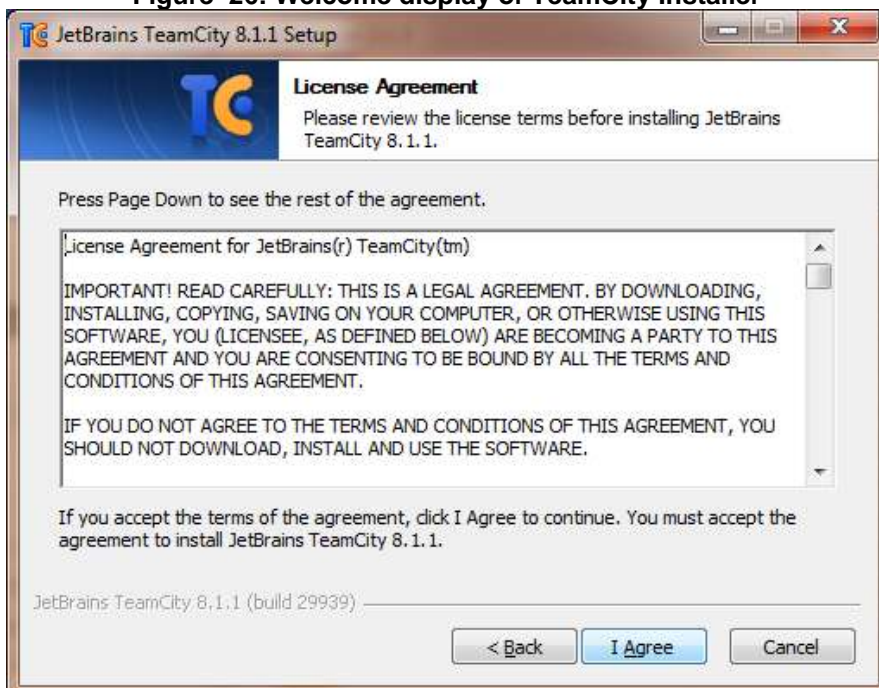 Figure 20: Welcome display of TeamCity Installer
JetBrains TeamCity 8.1.1 Setup
TC
License Agreement
Please review the license terms before installing JetBrains
TeamCity 8.1.1.
Press Page Down to see the rest of the agreement.
License Agreement for JetBrains(r) TeamCity(tm)
IMPORTANT! READ CAREFULLY: THIS IS A LEGAL AGREEMENT. BY DOWNLOADING,
INSTALLING, COPYING, SAVING ON YOUR COMPUTER, OR OTHERWISE USING THIS
SOFTWARE, YOU (LICENSEE, AS DEFINED BELOW) ARE BECOMING A PARTY TO THIS
AGREEMENT AND YOU ARE CONSENTING TO BE BOUND BY ALL THE TERMS AND
CONDITIONS OF THIS AGREEMENT.
IF YOU DO NOT AGREE TO THE TERMS AND CONDITIONS OF THIS AGREEMENT, YOU
SHOULD NOT DOWNLOAD, INSTALL AND USE THE SOFTWARE.
If you accept the terms of the agreement, click I Agree to continue. You must accept the
agreement to install JetBrains TeamCity 8.1.1.
JetBrains TeamCity 8.1.1 (build 29939)
< Back I Agree Cancel